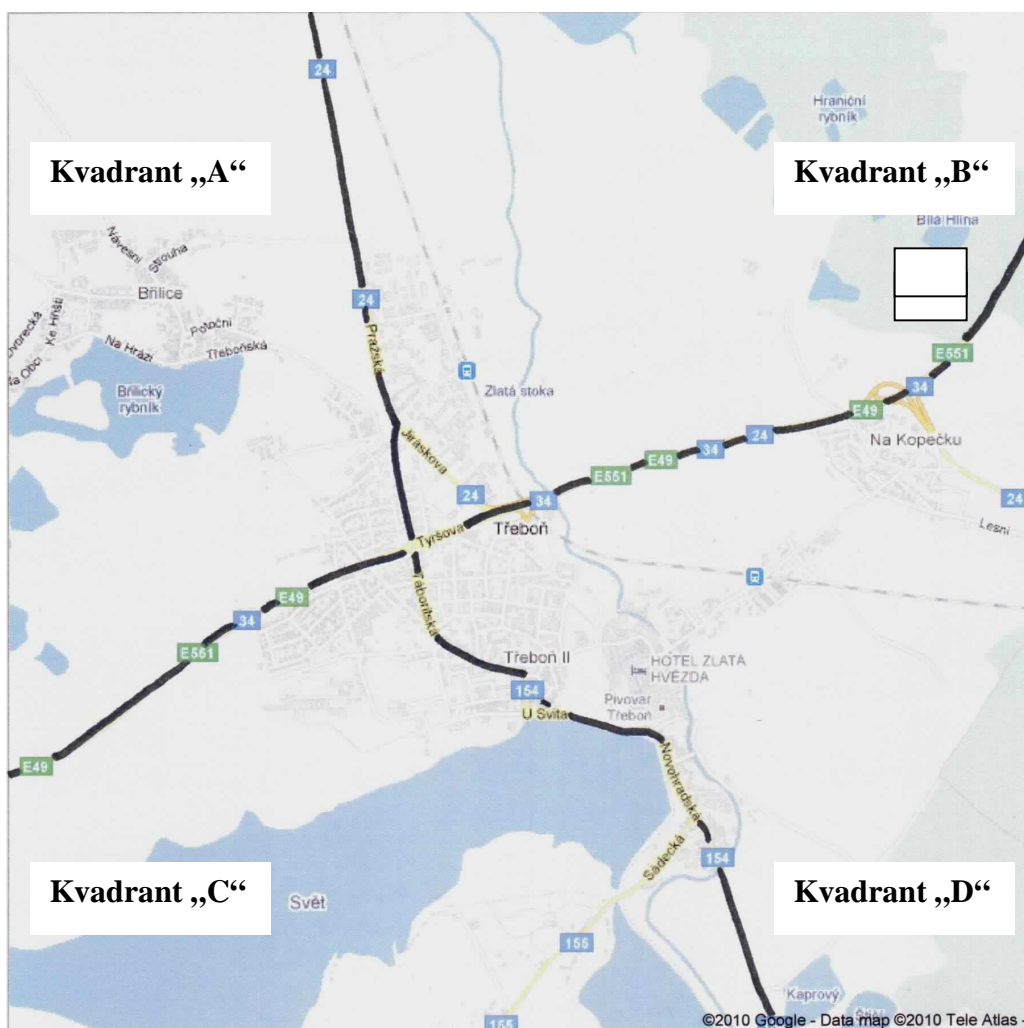 24
Hraniční
rybník
Kvadrant „A“
Kvadrant „B“
Bílá Hlína
Návesní
Strouha
Břilice
Ke Hřišti
Dvorecká
Na Obci
Potoční
Na Hrázi
Třeboňská
24
Pražská
Zlatá stoka
E551
34
E49
Břilický
rybník
Na Kopečku
Jiráskova
24
34
E49
E551
24
34
24
Lesní
Tyršova
Třeboň
E49
34
E551
Táboritská
Třeboň II
HOTEL ZLATÁ
HVĚZDA
154
Pivovar
Třeboň
U Světa
E49
Novohradská
Sádecká
154
Kvadrant „C“
Kvadrant „D“
Svět
155
Kaprový
155
©2010 Google - Data map ©2010 Tele Atlas -